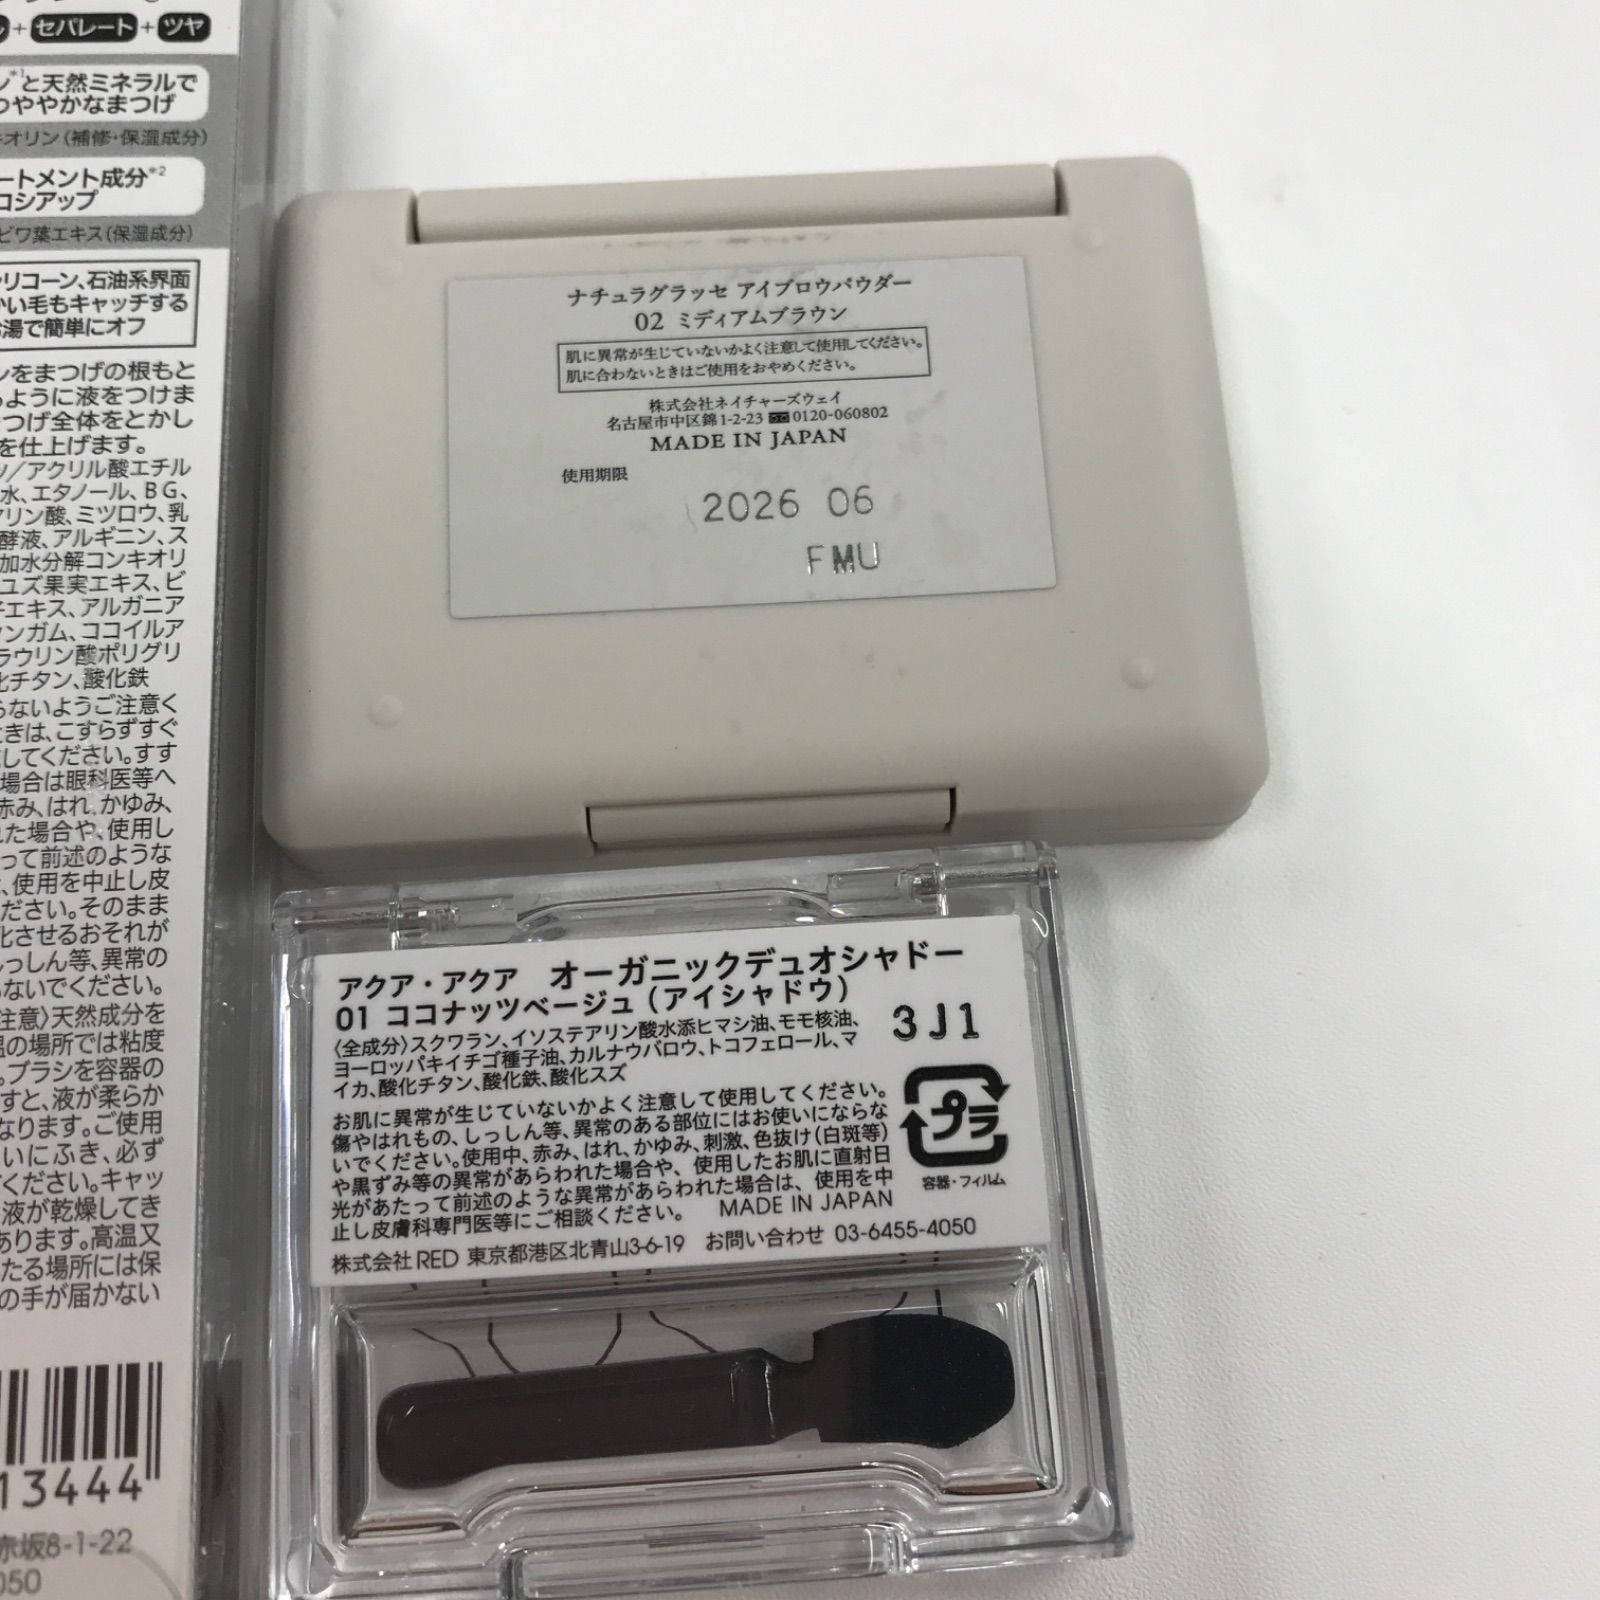 +セパレート+ツヤ
と天然ミネラルで
ややかなまつげ
オリン(補修・保湿成分)
ートメント成分*2
コシアップ
ビワ葉エキス(保湿成分)
リコーン、石油系界面
い毛もキャッチする
湯で簡単にオフ
をまつげの根もと
ように液をつけま
つげ全体をとかし
を仕上げます。
/アクリル酸エチル
水、エタノール、BG、
リン酸、ミツロウ、乳
酵液、アルギニン、ス
加水分解コンキオリ
ユズ果実エキス、ビ
エキス、アルガニア
ンガム、ココイルア
ラウリン酸ポリグリ
チタン、酸化鉄
らないようご注意く
ときは、こすらずすぐ
してください。すす
場合は眼科医等へ
赤み、はれ、かゆみ、
れた場合や、使用し
って前述のような
、使用を中止し皮
ださい。そのまま
化させるおそれが
しっしん等、異常の
ないでください。
注意〉天然成分を
温の場所では粘度
。ブラシを容器の
すと、液が柔らか
なります。ご使用
いにふき、必ず
ください。キャッ
液が乾燥してき
あります。高温又
たる場所には保
の手が届かない
13444
赤坂8-1-22
050
ナチュラグラッセ アイブロウパウダー
02 ミディアムブラウン
肌に異常が生じていないかよく注意して使用してください。
肌に合わないときはご使用をおやめください。
株式会社ネイチャーズウェイ
名古屋市中区錦1-2-23 0120-060802
MADE IN JAPAN
使用期限
2026 06
FMU
アクア・アクア オーガニックデュオシャドー
01 ココナッツベージュ(アイシャドウ)
3J1
〈全成分〉スクワラン、イソステアリン酸水添ヒマシ油、モモ核油、
ヨーロッパキイチゴ種子油、カルナウバロウ、トコフェロール、マ
イカ、酸化チタン、酸化鉄、酸化スズ
お肌に異常が生じていないかよく注意して使用してください。
傷やはれもの、しっしん等、異常のある部位にはお使いにならな
いでください。使用中、赤み、はれ、かゆみ、刺激、色抜け(白斑等)
や黒ずみ等の異常があらわれた場合や、使用したお肌に直射日
光があたって前述のような異常があらわれた場合は、使用を中
止し皮膚科専門医等にご相談ください。 MADE IN JAPAN
株式会社RED 東京都港区北青山3-6-19 お問い合わせ 03-6455-4050
プラ
容器・フィルム